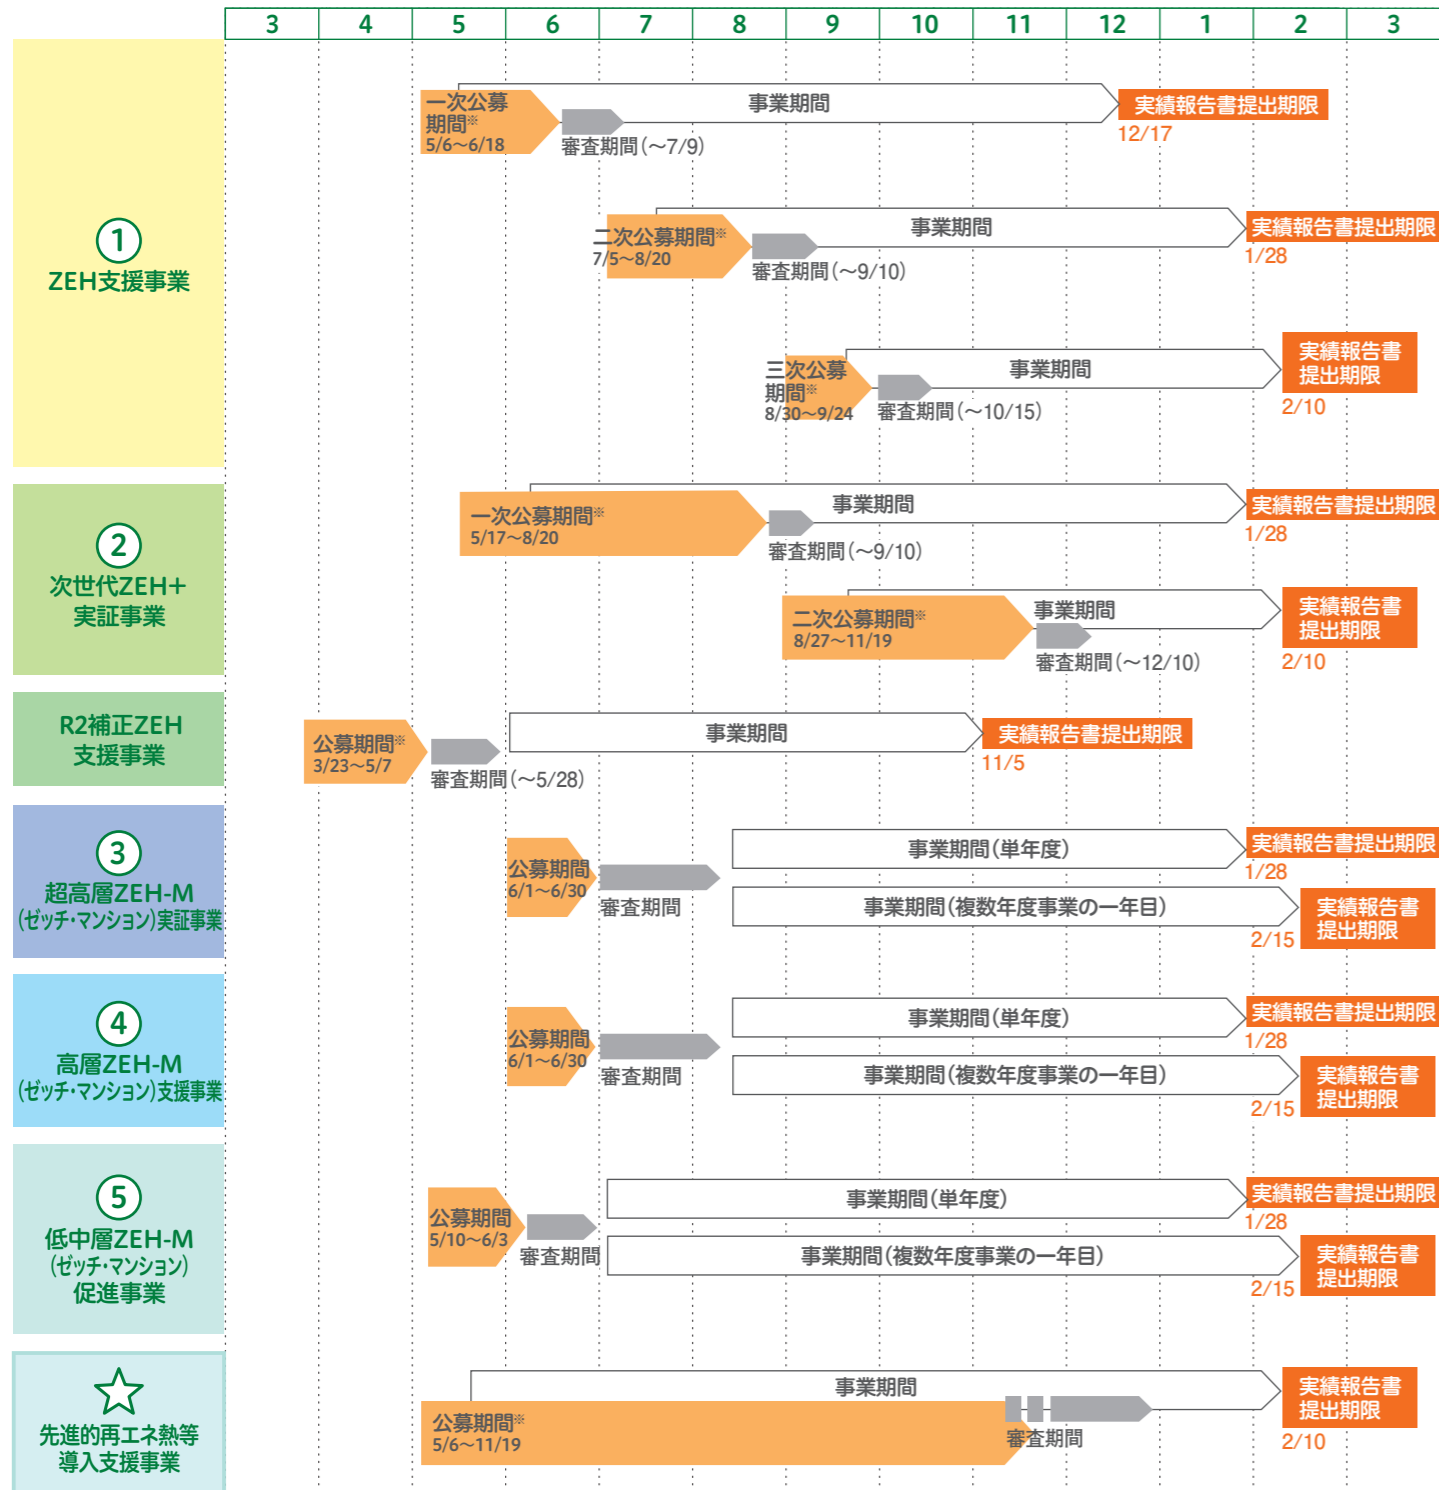 3 4 5 6 7 8 9 10 11 12 1 2 3
①
ZEH支援事業
一次公募
期間※
5/6〜6/18
審査期間(〜7/9)
事業期間
実績報告書提出期限
12/17
二次公募期間※
7/5〜8/20
審査期間(〜9/10)
事業期間
実績報告書提出期限
1/28
三次公募
期間※
8/30〜9/24
審査期間(〜10/15)
事業期間
実績報告書
提出期限
2/10
②
次世代ZEH+
実証事業
一次公募期間※
5/17〜8/20
審査期間(〜9/10)
事業期間
実績報告書提出期限
1/28
二次公募期間※
8/27〜11/19
審査期間(〜12/10)
事業期間
実績報告書
提出期限
2/10
R2補正ZEH
支援事業
公募期間※
3/23〜5/7
審査期間(〜5/28)
事業期間
実績報告書提出期限
11/5
③
超高層ZEH-M
(ゼッチ・マンション)実証事業
公募期間
6/1〜6/30
審査期間
事業期間(単年度)
実績報告書提出期限
1/28
事業期間(複数年度事業の一年目)
実績報告書
提出期限
2/15
④
高層ZEH-M
(ゼッチ・マンション)支援事業
公募期間
6/1〜6/30
審査期間
事業期間(単年度)
実績報告書提出期限
1/28
事業期間(複数年度事業の一年目)
実績報告書
提出期限
2/15
⑤
低中層ZEH-M
(ゼッチ・マンション)
促進事業
公募期間
5/10〜6/3
審査期間
事業期間(単年度)
実績報告書提出期限
1/28
事業期間(複数年度事業の一年目)
実績報告書
提出期限
2/15
☆
先進的再エネ熱等
導入支援事業
公募期間※
5/6〜11/19
審査期間
事業期間
実績報告書
提出期限
2/10